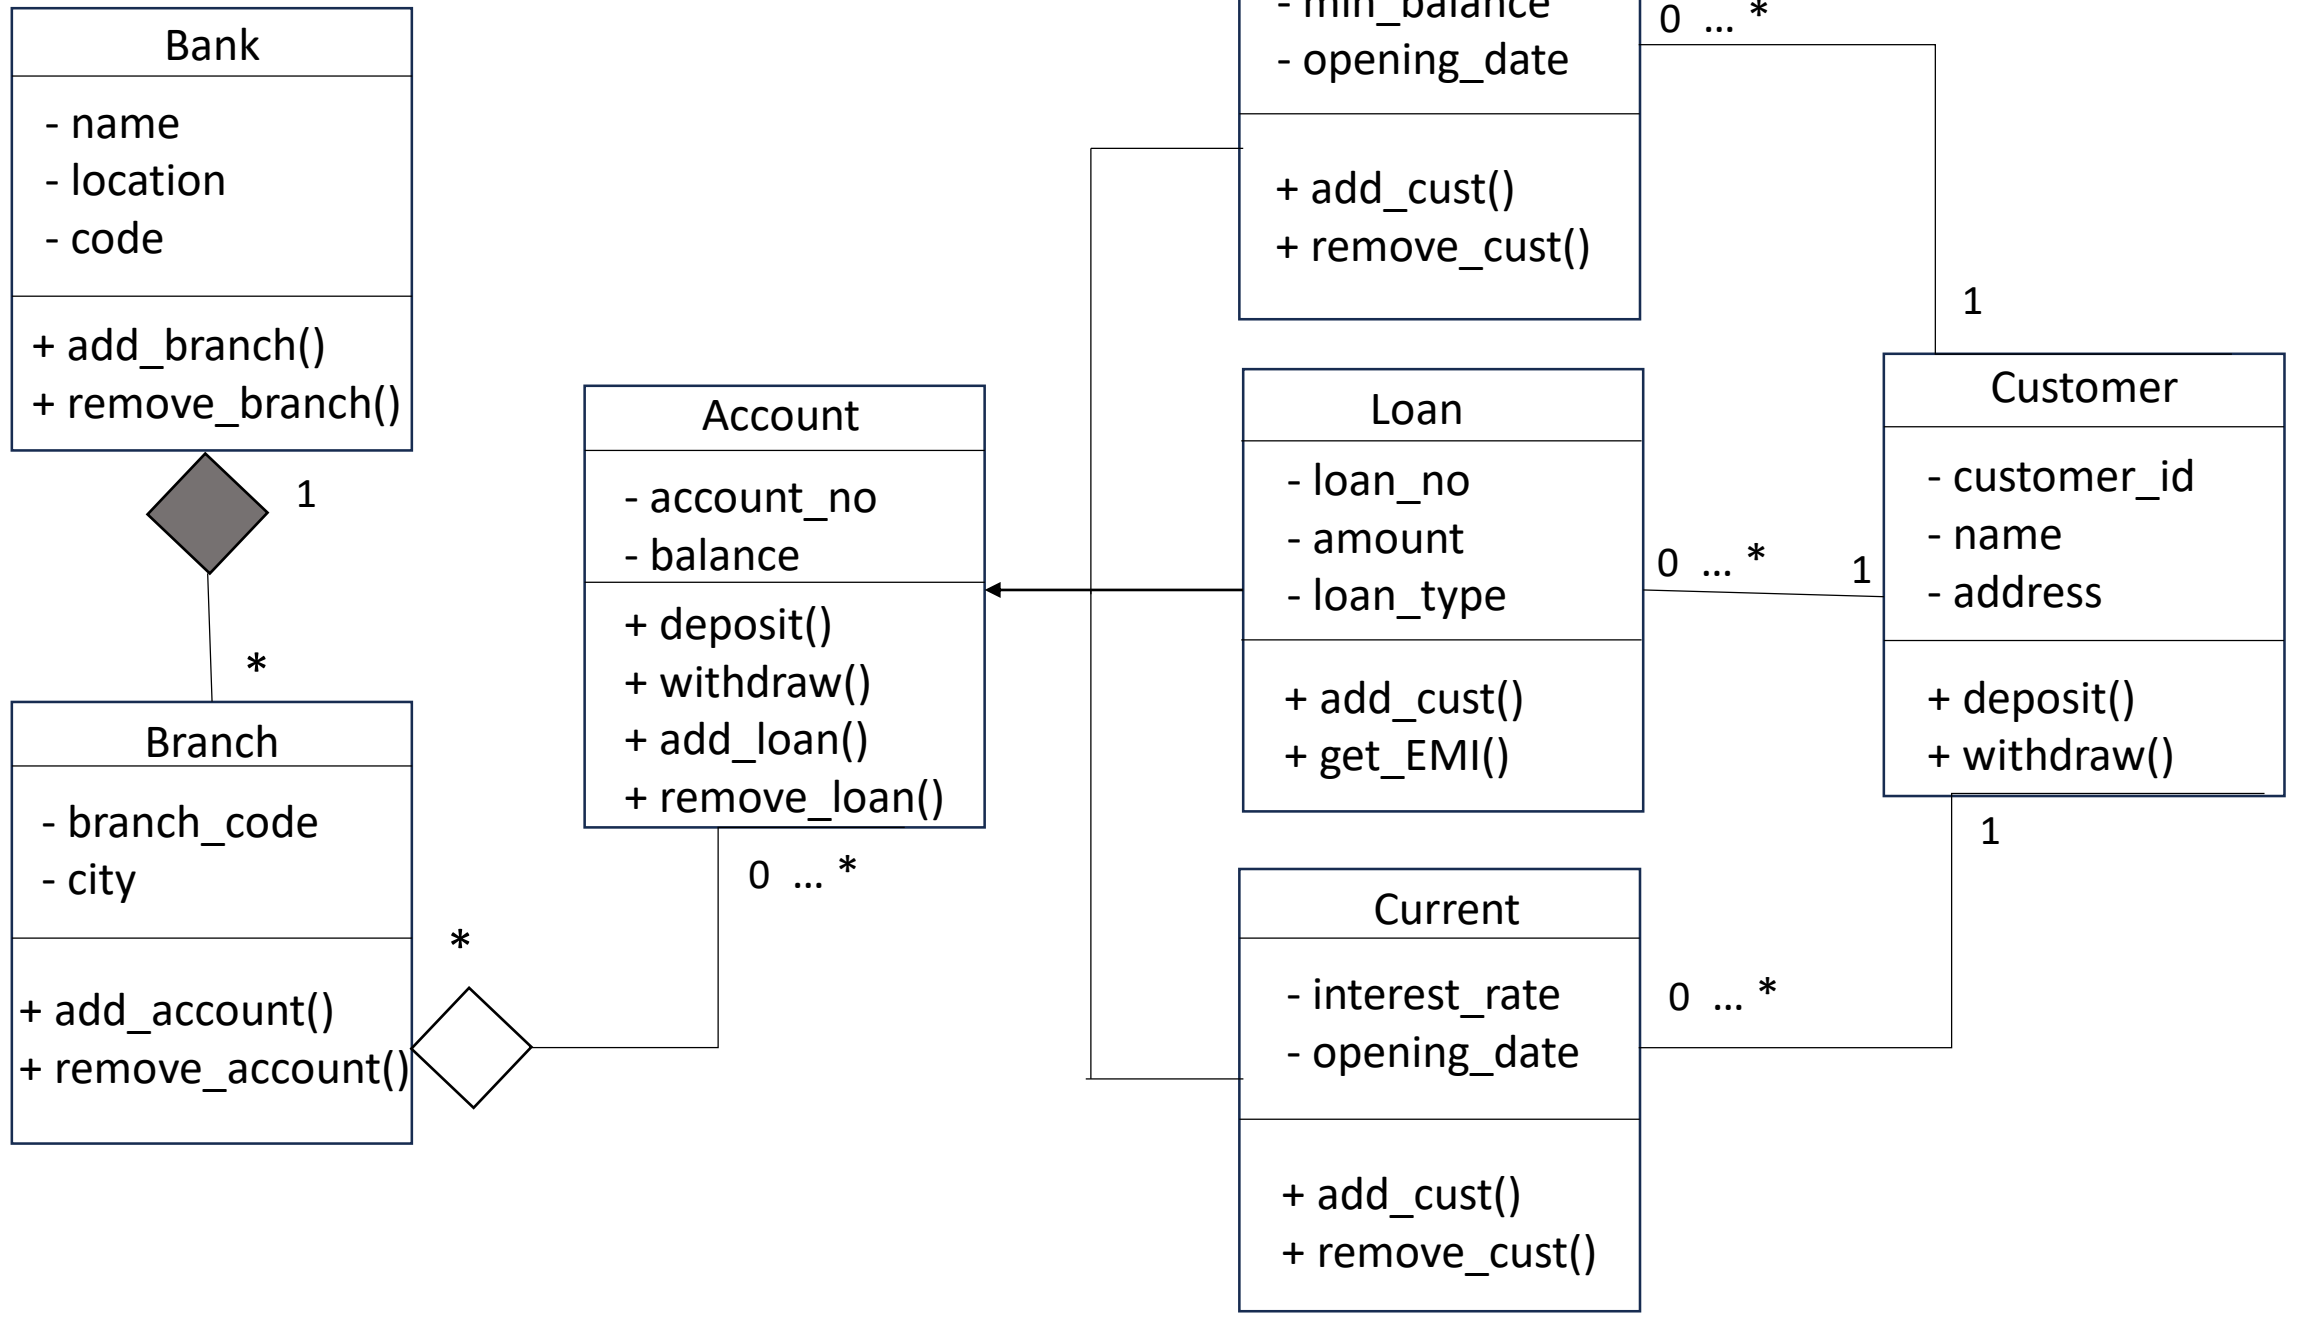 Bank
- name
- location
- code
+ add_branch()
+ remove_branch()
1
*
Branch
- branch_code
- city
+ add_account()
+ remove_account()
*
Account
- account_no
- balance
+ deposit()
+ withdraw()
+ add_loan()
+ remove_loan()
0 ... *
- min_balance
- opening_date
+ add_cust()
+ remove_cust()
0 ... *
1
Loan
- loan_no
- amount
- loan_type
+ add_cust()
+ get_EMI()
0 ... *
1
Customer
- customer_id
- name
- address
+ deposit()
+ withdraw()
1
Current
- interest_rate
- opening_date
+ add_cust()
+ remove_cust()
0 ... *